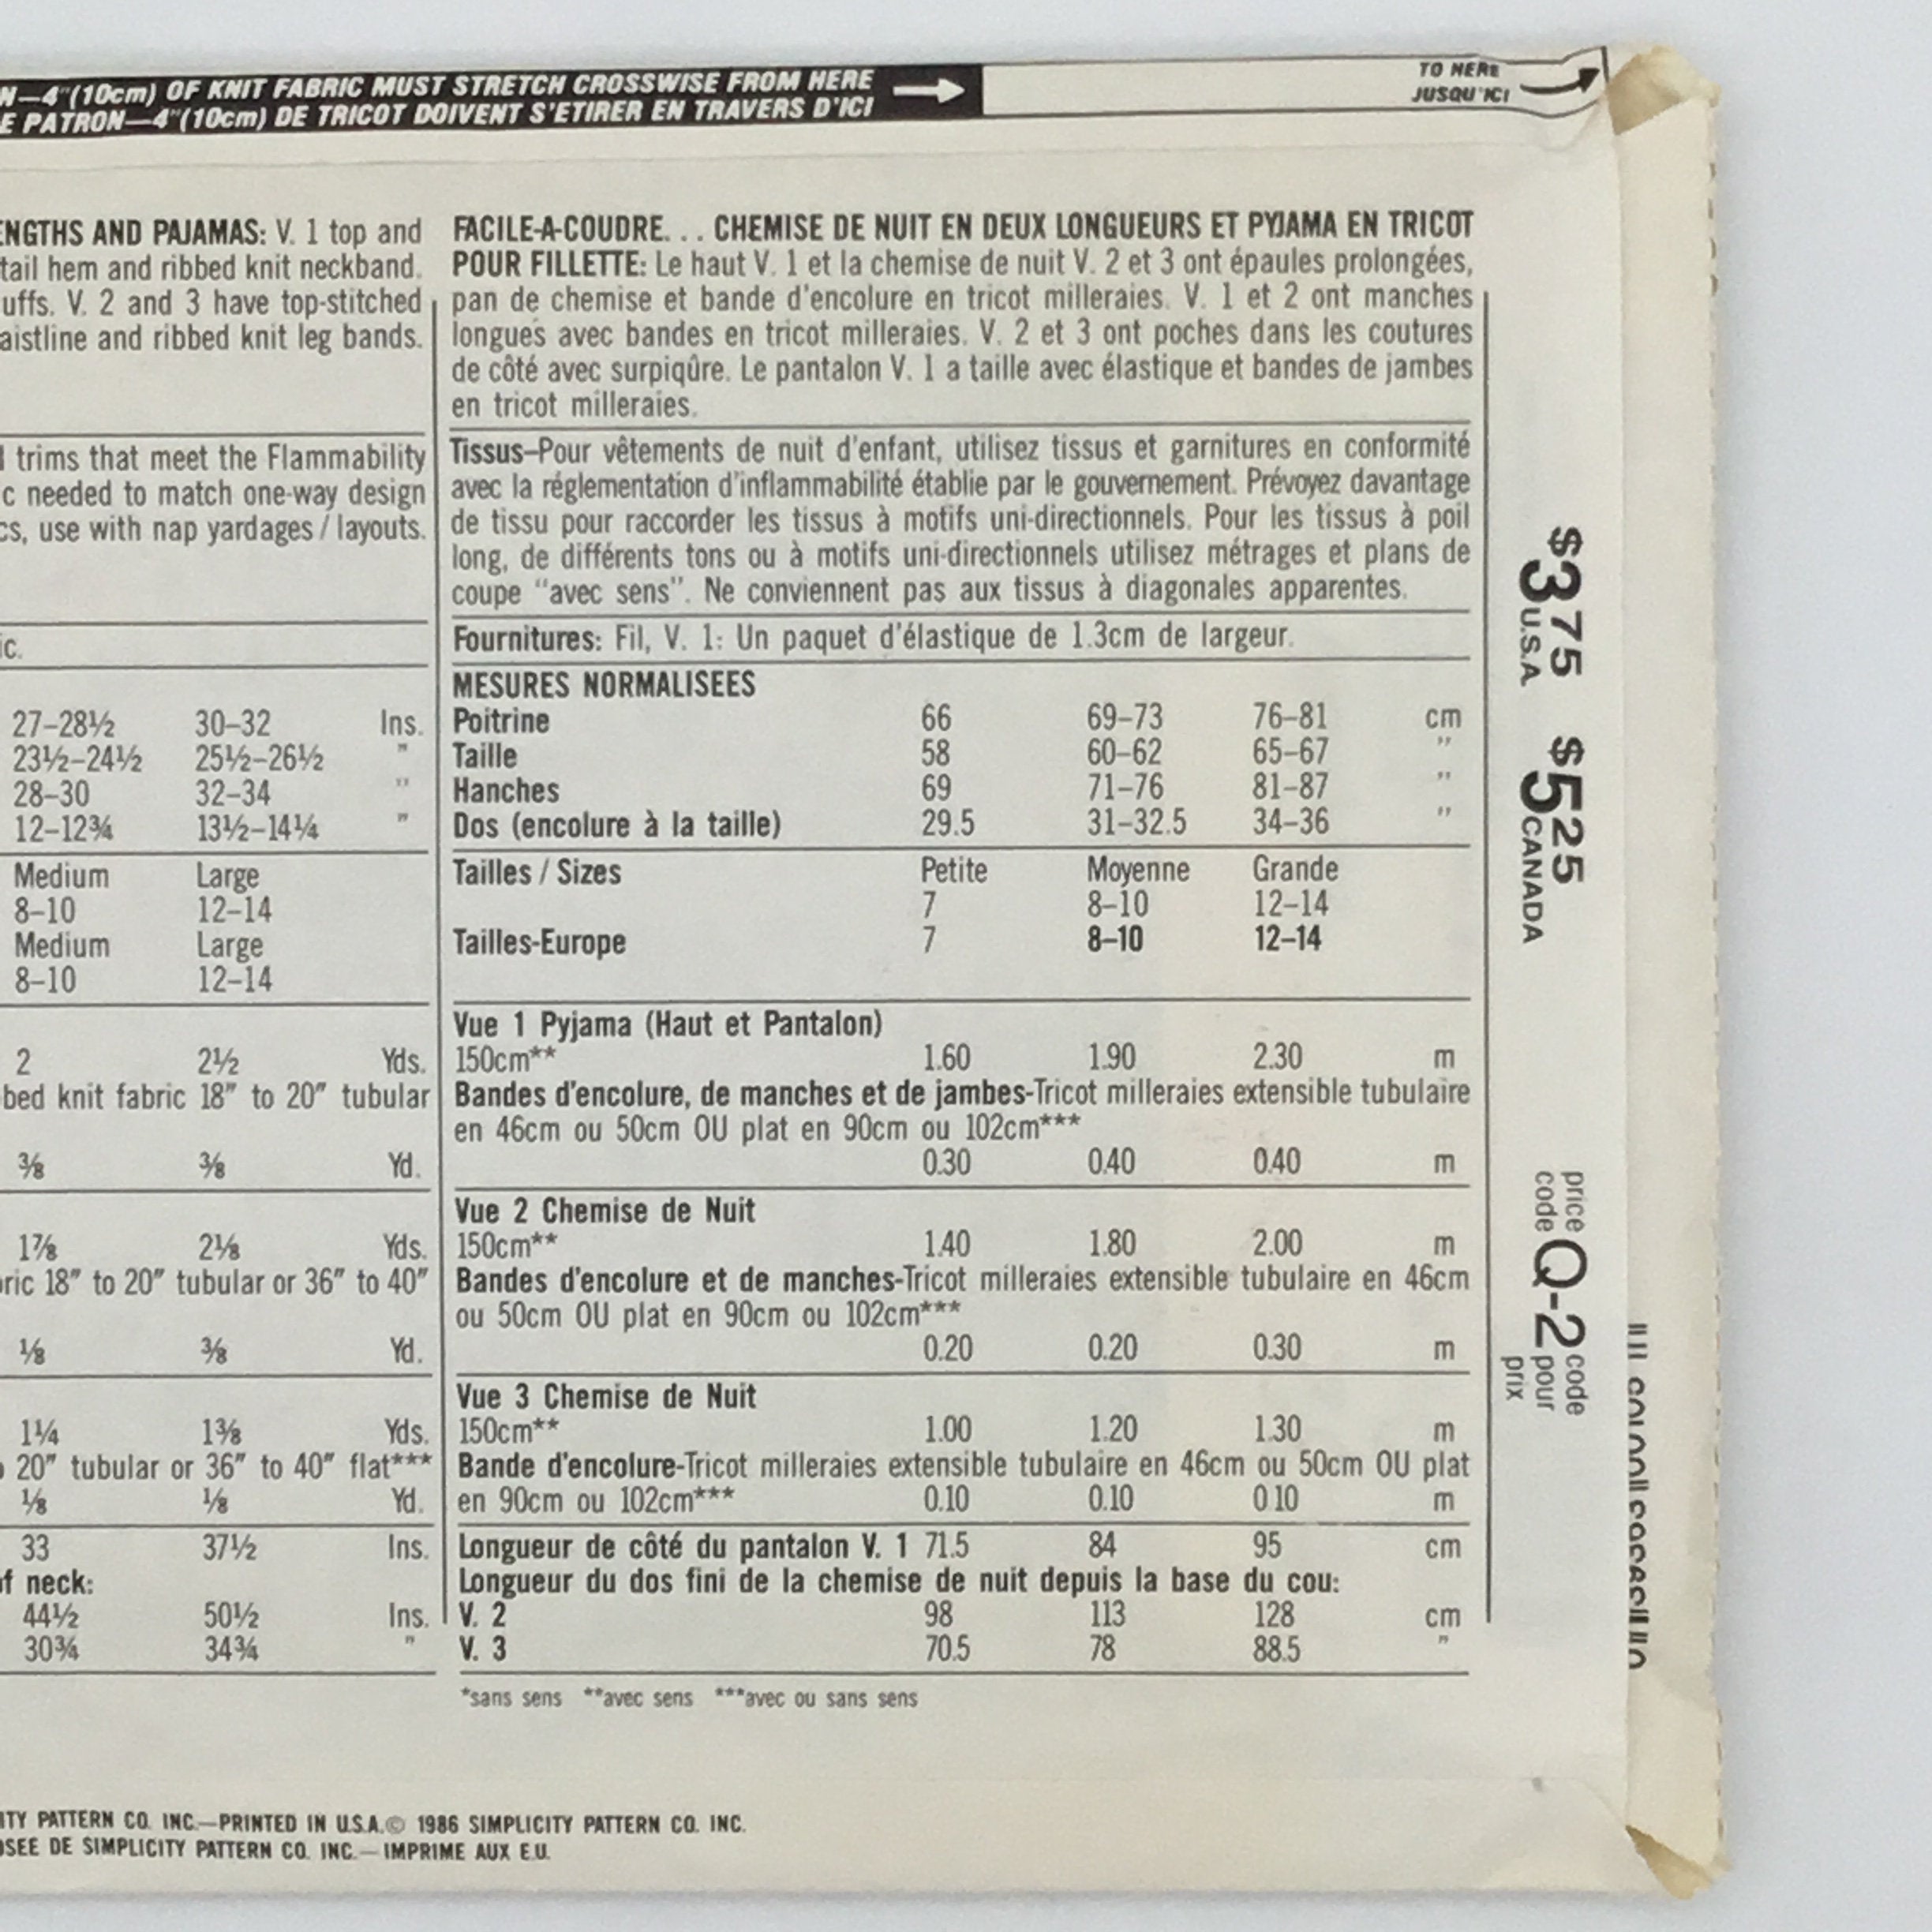 N—4"(10cm) OF KNIT FABRIC MUST STRETCH CROSSWISE FROM HERE
E PATRON—4"(10cm) DE TRICOT DOIVENT S'ETIRER EN TRAVERS D'ICI
TO HERE
JUSQU'ICI
ENGTHS AND PAJAMAS: V. 1 top and
tail hem and ribbed knit neckband.
uffs. V. 2 and 3 have top-stitched
aistline and ribbed knit leg bands.
trims that meet the Flammability
c needed to match one-way design
cs, use with nap yardages / layouts.
ic.
27–28½ 30–32 Ins.
23½–24½ 25½–26½ "
28–30 32–34 "
12–12¾ 13½–14¼ "
Medium Large
8–10 12–14
Medium Large
8–10 12–14
2 2½ Yds.
bed knit fabric 18" to 20" tubular
⅜ ⅜ Yd.
1⅞ 2⅛ Yds.
ric 18" to 20" tubular or 36" to 40"
⅛ ⅜ Yd.
1¼ 1⅜ Yds.
20" tubular or 36" to 40" flat***
⅛ ⅛ Yd.
33 37½ Ins.
of neck:
44½ 50½ Ins.
30¾ 34¾ "
FACILE-A-COUDRE. . . CHEMISE DE NUIT EN DEUX LONGUEURS ET PYJAMA EN TRICOT
POUR FILLETTE: Le haut V. 1 et la chemise de nuit V. 2 et 3 ont épaules prolongées,
pan de chemise et bande d'encolure en tricot milleraies. V. 1 et 2 ont manches
longues avec bandes en tricot milleraies. V. 2 et 3 ont poches dans les coutures
de côté avec surpiqûre. Le pantalon V. 1 a taille avec élastique et bandes de jambes
en tricot milleraies.
Tissus–Pour vêtements de nuit d'enfant, utilisez tissus et garnitures en conformité
avec la réglementation d'inflammabilité établie par le gouvernement. Prévoyez davantage
de tissu pour raccorder les tissus à motifs uni-directionnels. Pour les tissus à poil
long, de différents tons ou à motifs uni-directionnels utilisez métrages et plans de
coupe "avec sens". Ne conviennent pas aux tissus à diagonales apparentes.
Fournitures: Fil, V. 1: Un paquet d'élastique de 1.3cm de largeur.
MESURES NORMALISEES
Poitrine 66 69–73 76–81 cm
Taille 58 60–62 65–67 "
Hanches 69 71–76 81–87 "
Dos (encolure à la taille) 29.5 31–32.5 34–36 "
Tailles / Sizes Petite Moyenne Grande
7 8–10 12–14
Tailles-Europe 7 8–10 12–14
Vue 1 Pyjama (Haut et Pantalon)
150cm** 1.60 1.90 2.30 m
Bandes d'encolure, de manches et de jambes-Tricot milleraies extensible tubulaire
en 46cm ou 50cm OU plat en 90cm ou 102cm***
0.30 0.40 0.40 m
Vue 2 Chemise de Nuit
150cm** 1.40 1.80 2.00 m
Bandes d'encolure et de manches-Tricot milleraies extensible tubulaire en 46cm
ou 50cm OU plat en 90cm ou 102cm***
0.20 0.20 0.30 m
Vue 3 Chemise de Nuit
150cm** 1.00 1.20 1.30 m
Bande d'encolure-Tricot milleraies extensible tubulaire en 46cm ou 50cm OU plat
en 90cm ou 102cm*** 0.10 0.10 0 10 m
Longueur de côté du pantalon V. 1 71.5 84 95 cm
Longueur du dos fini de la chemise de nuit depuis la base du cou:
V. 2 98 113 128 cm
V. 3 70.5 78 88.5 "
*sans sens **avec sens ***avec ou sans sens
$375 U.S.A. $525 CANADA
price code Q-2 code pour prix
ITY PATTERN CO. INC.—PRINTED IN U.S.A.© 1986 SIMPLICITY PATTERN CO. INC.
OSEE DE SIMPLICITY PATTERN CO. INC.—IMPRIME AUX E.U.